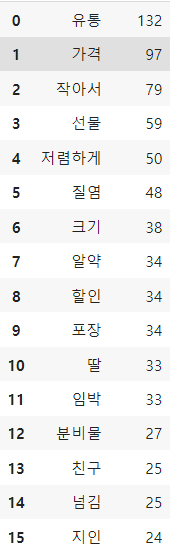 0 유통 132
1 가격 97
2 작아서 79
3 선물 59
4 저렴하게 50
5 질염 48
6 크기 38
7 알약 34
8 할인 34
9 포장 34
10 딸 33
11 임박 33
12 분비물 27
13 친구 25
14 넘김 25
15 지인 24